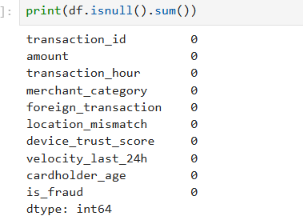 ]: print(df.isnull().sum())
transaction_id 0
amount 0
transaction_hour 0
merchant_category 0
foreign_transaction 0
location_mismatch 0
device_trust_score 0
velocity_last_24h 0
cardholder_age 0
is_fraud 0
dtype: int64